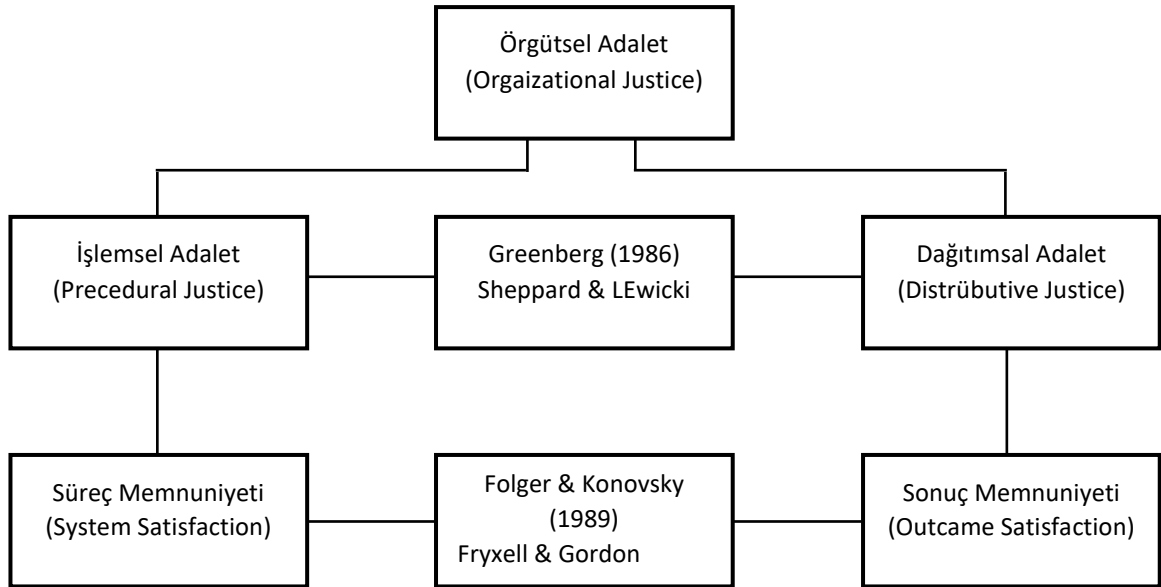 Örgütsel Adalet
(Orgaizational Justice)
İşlemsel Adalet
(Precedural Justice)
Greenberg (1986)
Sheppard & LEwicki
Dağıtımsal Adalet
(Distrübutive Justice)
Süreç Memnuniyeti
(System Satisfaction)
Folger & Konovsky
(1989)
Fryxell & Gordon
Sonuç Memnuniyeti
(Outcame Satisfaction)